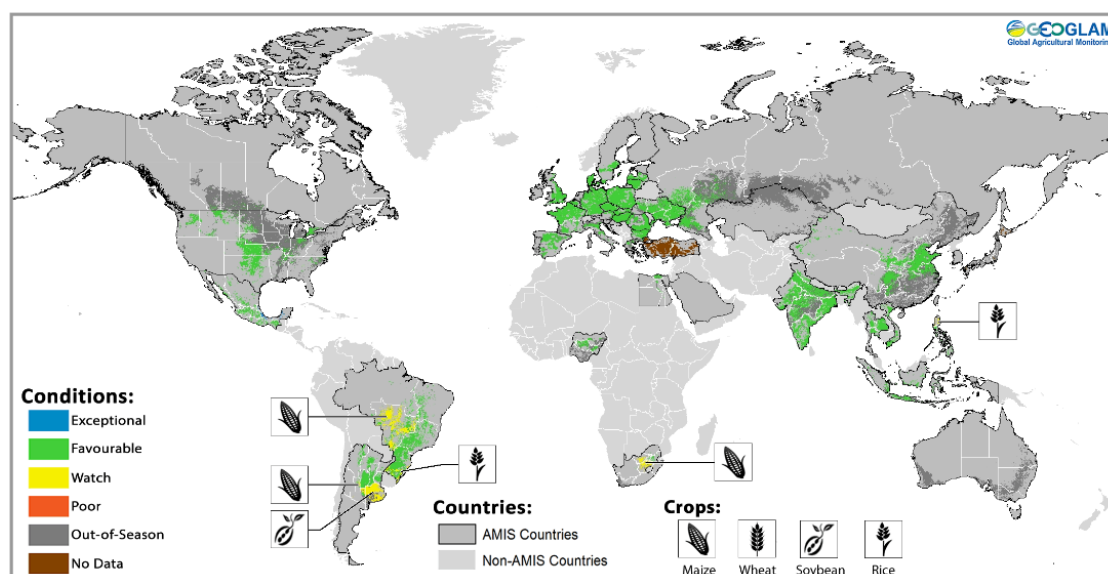 GEOGLAM
Global Agricultural Monitoring
Conditions:
Exceptional
Favourable
Watch
Poor
Out-of-Season
No Data
Countries:
AMIS Countries
Non-AMIS Countries
Crops:
Maize
Wheat
Soybean
Rice